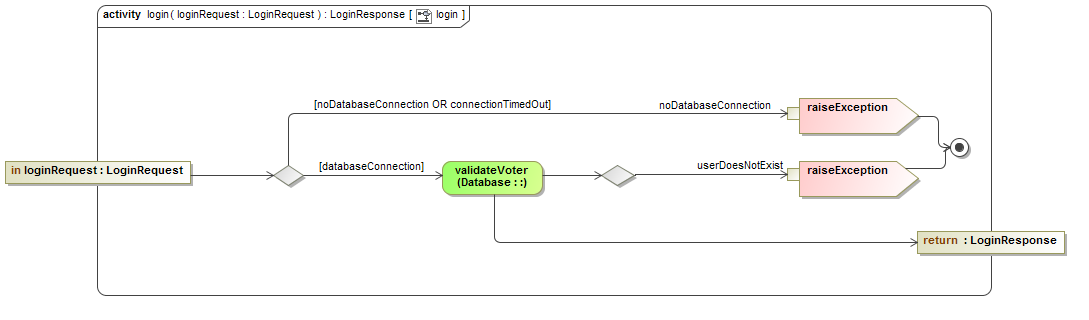 activity login( loginRequest : LoginRequest ) : LoginResponse [ login ]
[noDatabaseConnection OR connectionTimedOut]
noDatabaseConnection
raiseException
in loginRequest : LoginRequest
[databaseConnection]
validateVoter
(Database : :)
userDoesNotExist
raiseException
return : LoginResponse